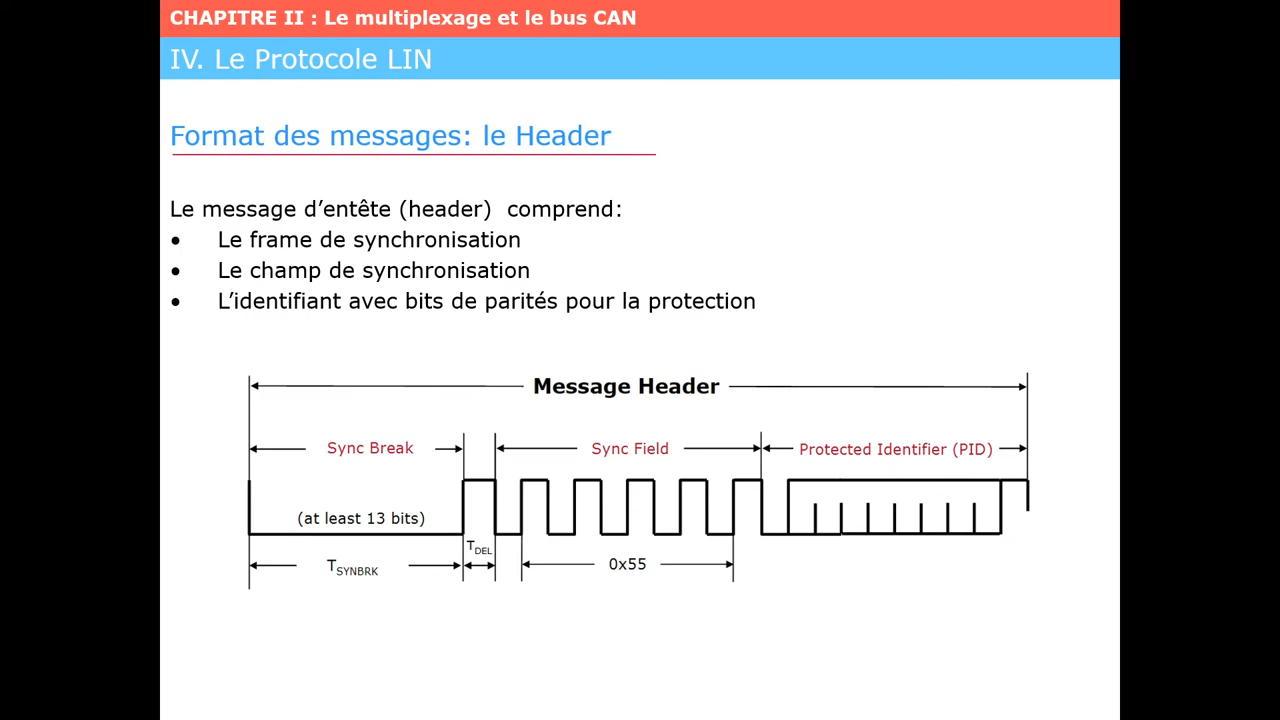 CHAPITRE II : Le multiplexage et le bus CAN
IV. Le Protocole LIN
Format des messages: le Header
Le message d’entête (header) comprend:
• Le frame de synchronisation
• Le champ de synchronisation
• L’identifiant avec bits de parités pour la protection
Message Header
Sync Break Sync Field Protected Identifier (PID)
(at least 13 bits)
TSYNBRK TDEL 0x55